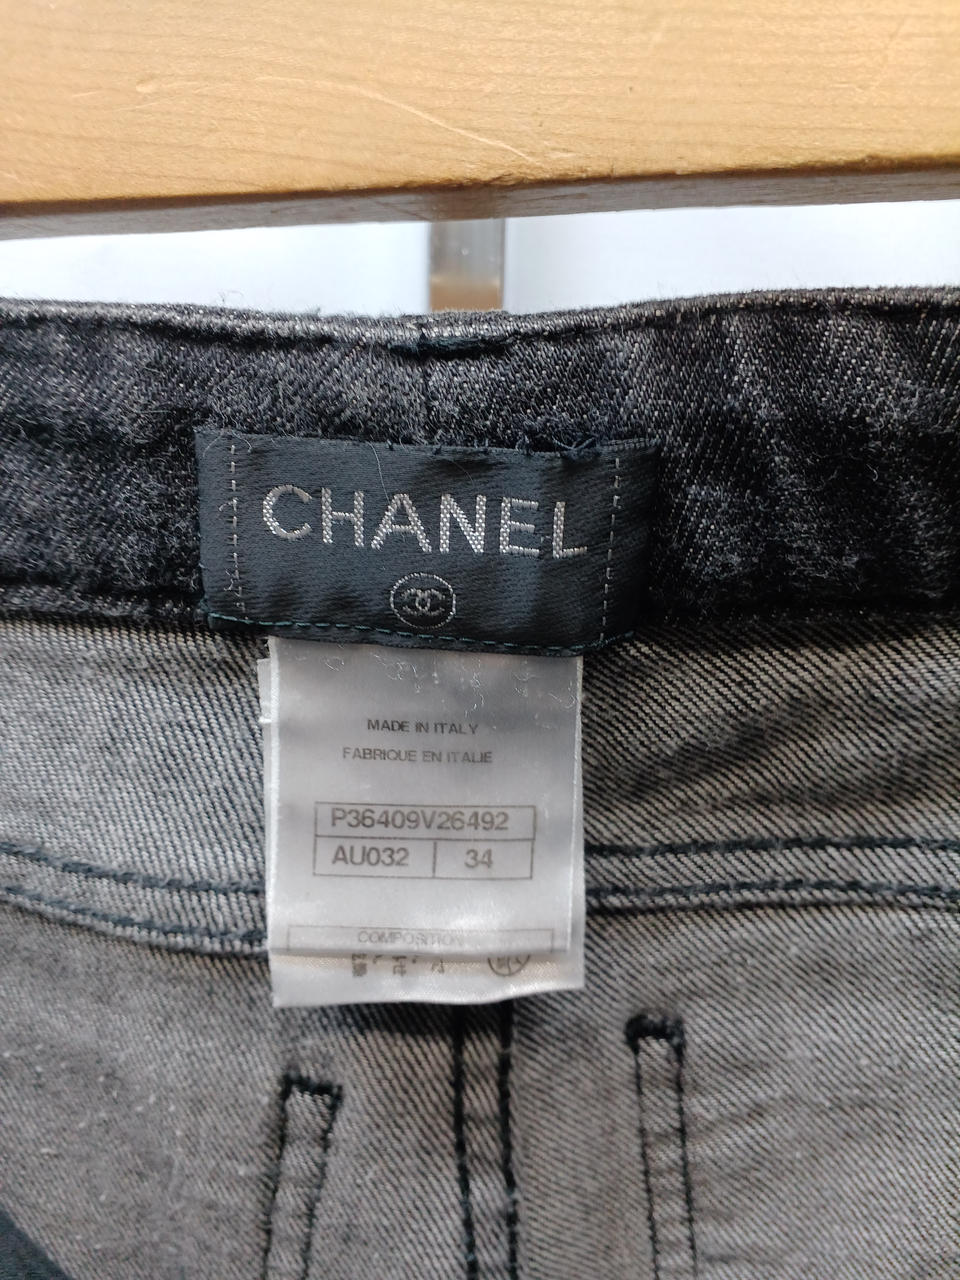 CHANEL
MADE IN ITALY
FABRIQUE EN ITALIE
P36409V26492
AU032 34
COMPOSITION